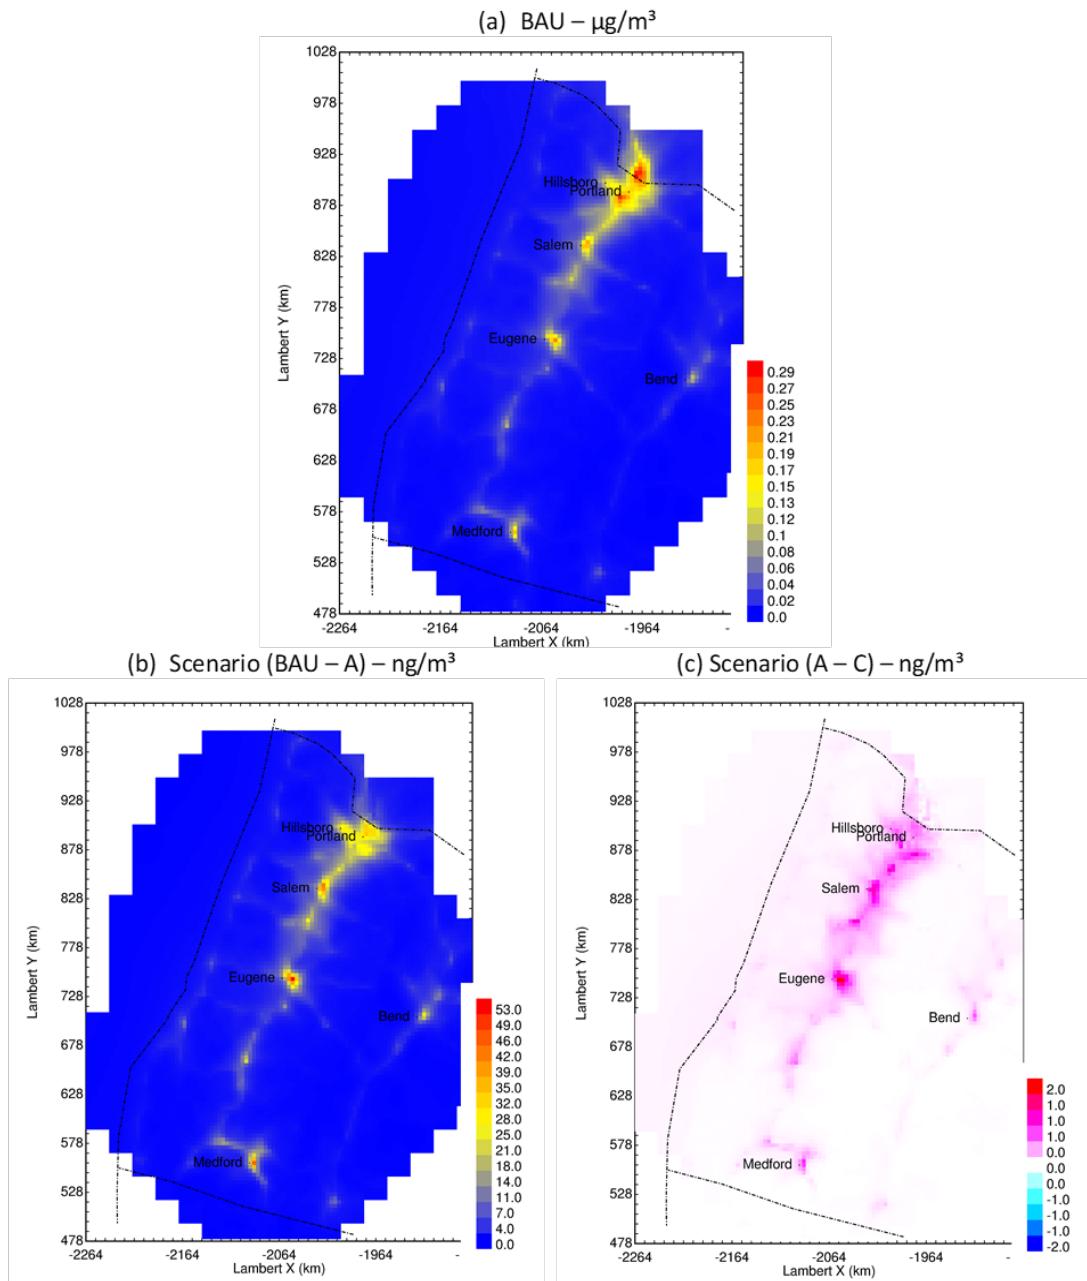 (a) BAU – µg/m³
1028
978
928
878
828
778
728
678
628
578
528
478
Lambert Y (km)
Hillsboro
Portland
Salem
Eugene
Bend
Medford
0.29
0.27
0.25
0.23
0.21
0.19
0.17
0.15
0.13
0.12
0.1
0.08
0.06
0.04
0.02
0.0
-2264 -2164 -2064 -1964 -
Lambert X (km)
(b) Scenario (BAU – A) – ng/m³
1028
978
928
878
828
778
728
678
628
578
528
478
Lambert Y (km)
Hillsboro
Portland
Salem
Eugene
Bend
Medford
53.0
49.0
46.0
42.0
39.0
35.0
32.0
28.0
25.0
21.0
18.0
14.0
11.0
7.0
4.0
0.0
-2264 -2164 -2064 -1964 -
Lambert X (km)
(c) Scenario (A – C) – ng/m³
1028
978
928
878
828
778
728
678
628
578
528
478
Lambert Y (km)
Hillsboro
Portland
Salem
Eugene
Bend
Medford
2.0
1.0
1.0
0.0
0.0
-1.0
-1.0
-2.0
-2264 -2164 -2064 -1964 -
Lambert X (km)